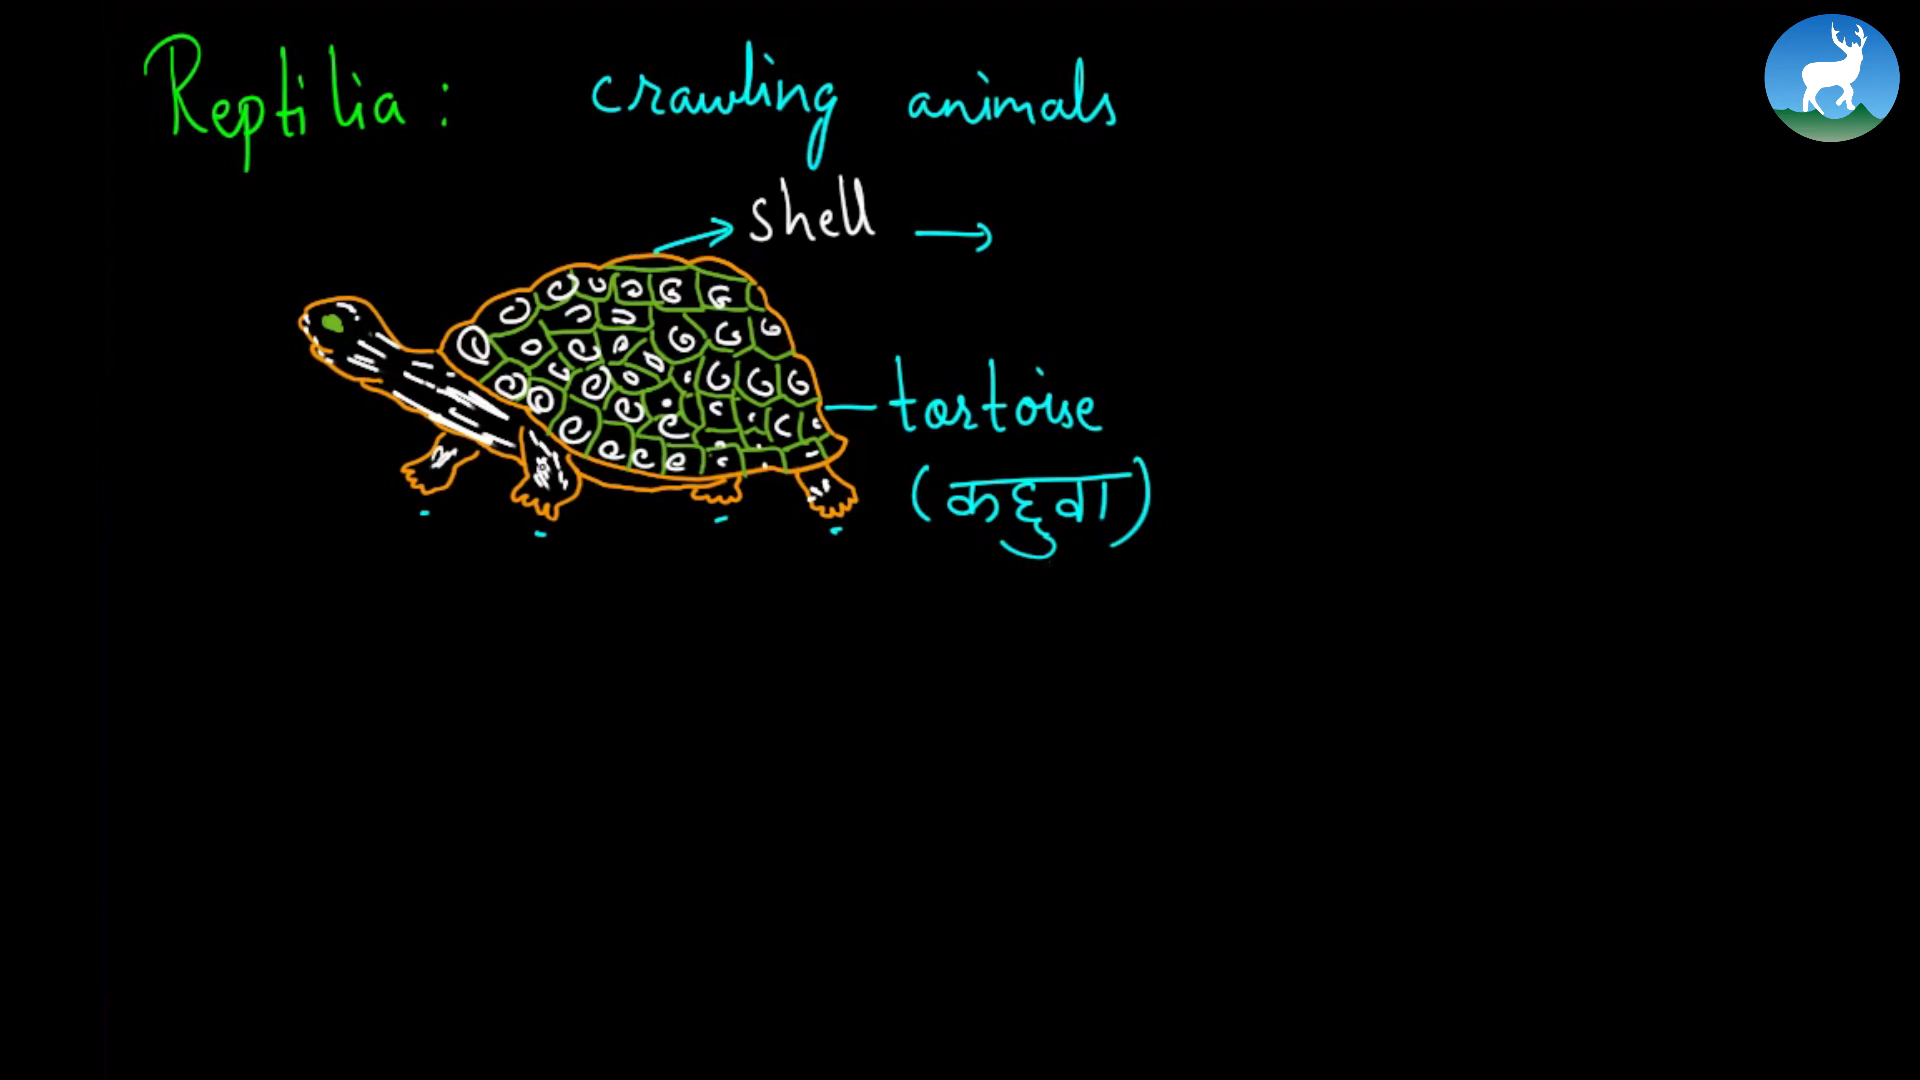 Reptilia : crawling animals
shell →
tortoise
(कछुवा)